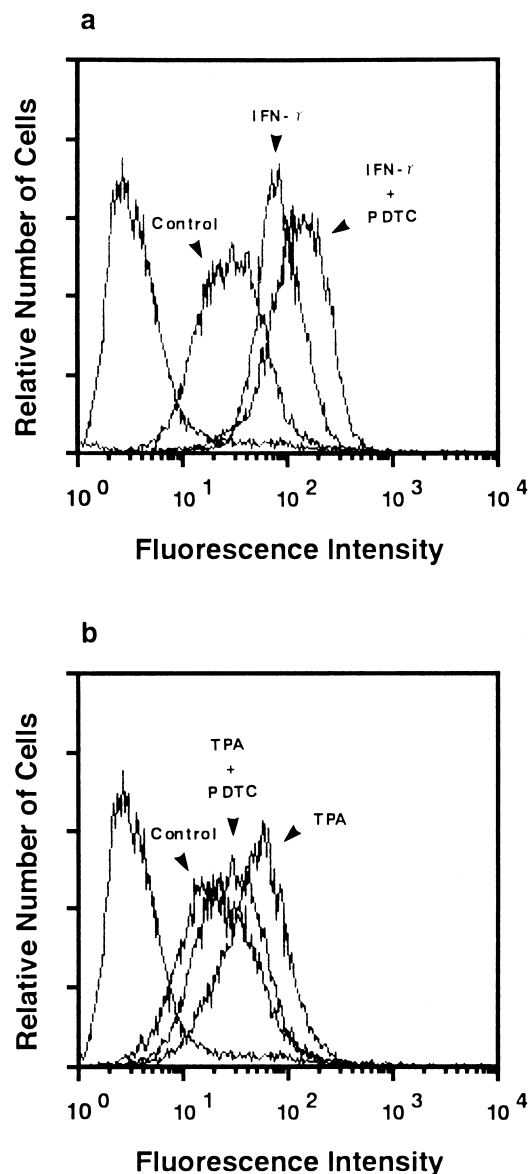 a
IFN-γ
IFN-γ
+
PDTC
Control
Relative Number of Cells
10^0 10^1 10^2 10^3 10^4
Fluorescence Intensity
b
TPA
+
PDTC
Control
TPA
Relative Number of Cells
10^0 10^1 10^2 10^3 10^4
Fluorescence Intensity